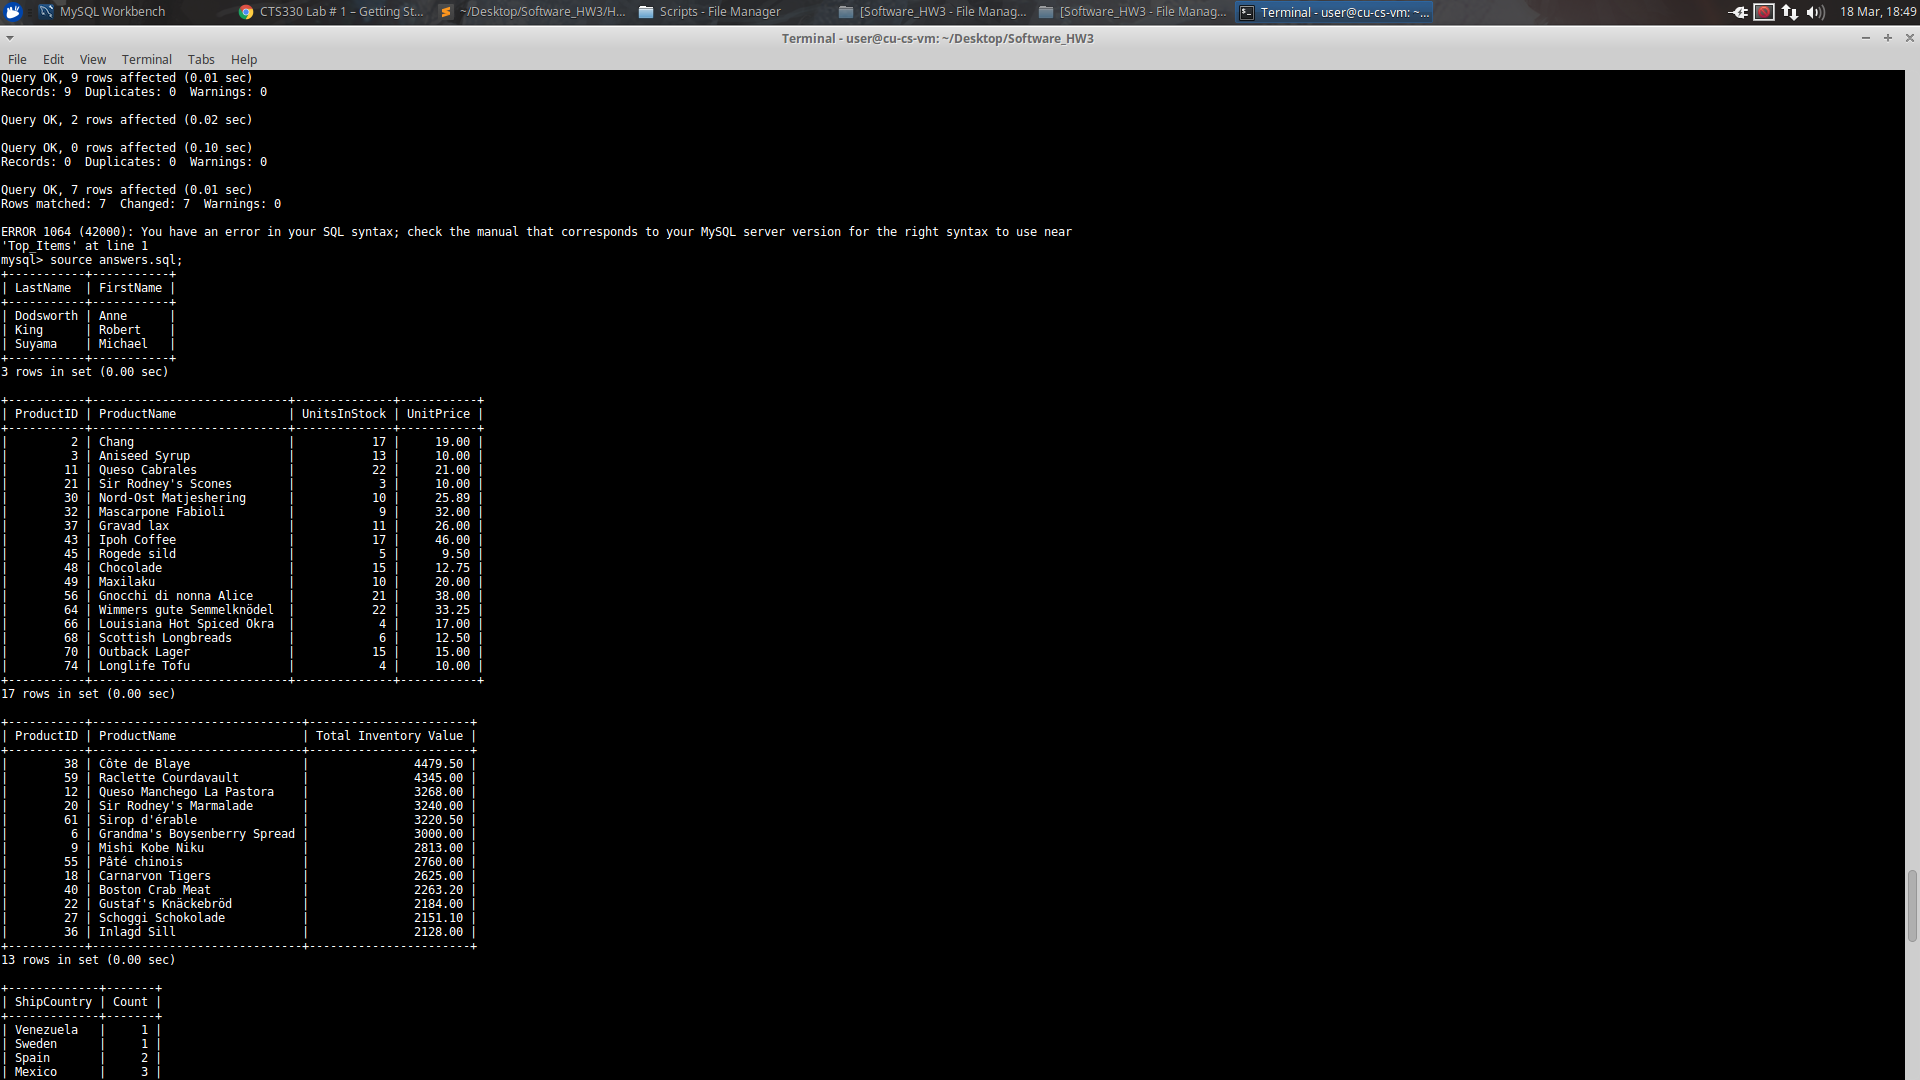 MySQL Workbench
CTS330 Lab # 1 – Getting St...
~/Desktop/Software_HW3/H...
Scripts - File Manager
[Software_HW3 - File Manag...
[Software_HW3 - File Manag...
Terminal - user@cu-cs-vm: ~...
18 Mar, 18:49
Terminal - user@cu-cs-vm: ~/Desktop/Software_HW3
File Edit View Terminal Tabs Help
Query OK, 9 rows affected (0.01 sec)
Records: 9  Duplicates: 0  Warnings: 0
Query OK, 2 rows affected (0.02 sec)
Query OK, 0 rows affected (0.10 sec)
Records: 0  Duplicates: 0  Warnings: 0
Query OK, 7 rows affected (0.01 sec)
Rows matched: 7  Changed: 7  Warnings: 0
ERROR 1064 (42000): You have an error in your SQL syntax; check the manual that corresponds to your MySQL server version for the right syntax to use near
'Top_Items' at line 1
mysql> source answers.sql;
+-----------+-----------+
| LastName  | FirstName |
+-----------+-----------+
| Dodsworth | Anne      |
| King      | Robert    |
| Suyama    | Michael   |
+-----------+-----------+
3 rows in set (0.00 sec)
+-----------+----------------------------+--------------+-----------+
| ProductID | ProductName                | UnitsInStock | UnitPrice |
+-----------+----------------------------+--------------+-----------+
|         2 | Chang                      |           17 |     19.00 |
|         3 | Aniseed Syrup              |           13 |     10.00 |
|        11 | Queso Cabrales             |           22 |     21.00 |
|        21 | Sir Rodney's Scones        |            3 |     10.00 |
|        30 | Nord-Ost Matjeshering      |           10 |     25.89 |
|        32 | Mascarpone Fabioli         |            9 |     32.00 |
|        37 | Gravad lax                 |           11 |     26.00 |
|        43 | Ipoh Coffee                |           17 |     46.00 |
|        45 | Rogede sild                |            5 |      9.50 |
|        48 | Chocolade                  |           15 |     12.75 |
|        49 | Maxilaku                   |           10 |     20.00 |
|        56 | Gnocchi di nonna Alice     |           21 |     38.00 |
|        64 | Wimmers gute Semmelknödel  |           22 |     33.25 |
|        66 | Louisiana Hot Spiced Okra  |            4 |     17.00 |
|        68 | Scottish Longbreads        |            6 |     12.50 |
|        70 | Outback Lager              |           15 |     15.00 |
|        74 | Longlife Tofu              |            4 |     10.00 |
+-----------+----------------------------+--------------+-----------+
17 rows in set (0.00 sec)
+-----------+------------------------------+-----------------------+
| ProductID | ProductName                  | Total Inventory Value |
+-----------+------------------------------+-----------------------+
|        38 | Côte de Blaye                |               4479.50 |
|        59 | Raclette Courdavault         |               4345.00 |
|        12 | Queso Manchego La Pastora    |               3268.00 |
|        20 | Sir Rodney's Marmalade       |               3240.00 |
|        61 | Sirop d'érable               |               3220.50 |
|         6 | Grandma's Boysenberry Spread |               3000.00 |
|         9 | Mishi Kobe Niku              |               2813.00 |
|        55 | Pâté chinois                 |               2760.00 |
|        18 | Carnarvon Tigers             |               2625.00 |
|        40 | Boston Crab Meat             |               2263.20 |
|        22 | Gustaf's Knäckebröd          |               2184.00 |
|        27 | Schoggi Schokolade           |               2151.10 |
|        36 | Inlagd Sill                  |               2128.00 |
+-----------+------------------------------+-----------------------+
13 rows in set (0.00 sec)
+-------------+-------+
| ShipCountry | Count |
+-------------+-------+
| Venezuela   |     1 |
| Sweden      |     1 |
| Spain       |     2 |
| Mexico      |     3 |